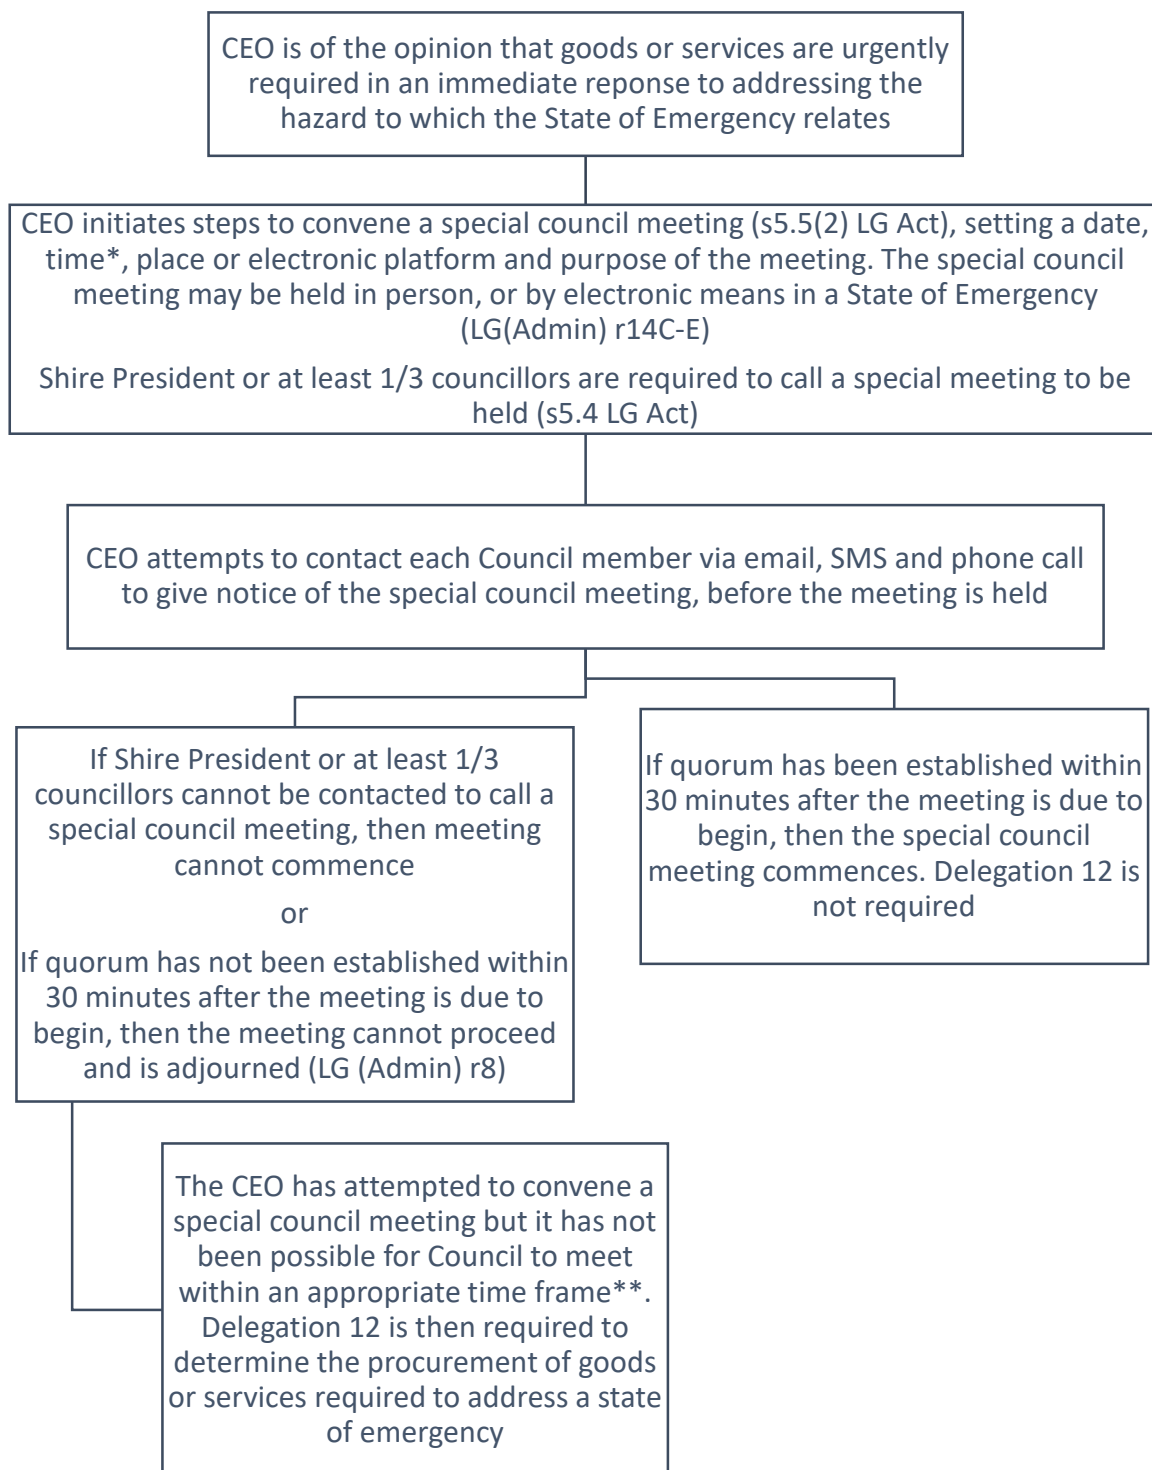 CEO is of the opinion that goods or services are urgently
required in an immediate reponse to addressing the
hazard to which the State of Emergency relates
CEO initiates steps to convene a special council meeting (s5.5(2) LG Act), setting a date,
time*, place or electronic platform and purpose of the meeting. The special council
meeting may be held in person, or by electronic means in a State of Emergency
(LG(Admin) r14C-E)
Shire President or at least 1/3 councillors are required to call a special meeting to be
held (s5.4 LG Act)
CEO attempts to contact each Council member via email, SMS and phone call
to give notice of the special council meeting, before the meeting is held
If Shire President or at least 1/3
councillors cannot be contacted to call a
special council meeting, then meeting
cannot commence
or
If quorum has not been established within
30 minutes after the meeting is due to
begin, then the meeting cannot proceed
and is adjourned (LG (Admin) r8)
If quorum has been established within
30 minutes after the meeting is due to
begin, then the special council
meeting commences. Delegation 12 is
not required
The CEO has attempted to convene a
special council meeting but it has not
been possible for Council to meet
within an appropriate time frame**.
Delegation 12 is then required to
determine the procurement of goods
or services required to address a state
of emergency